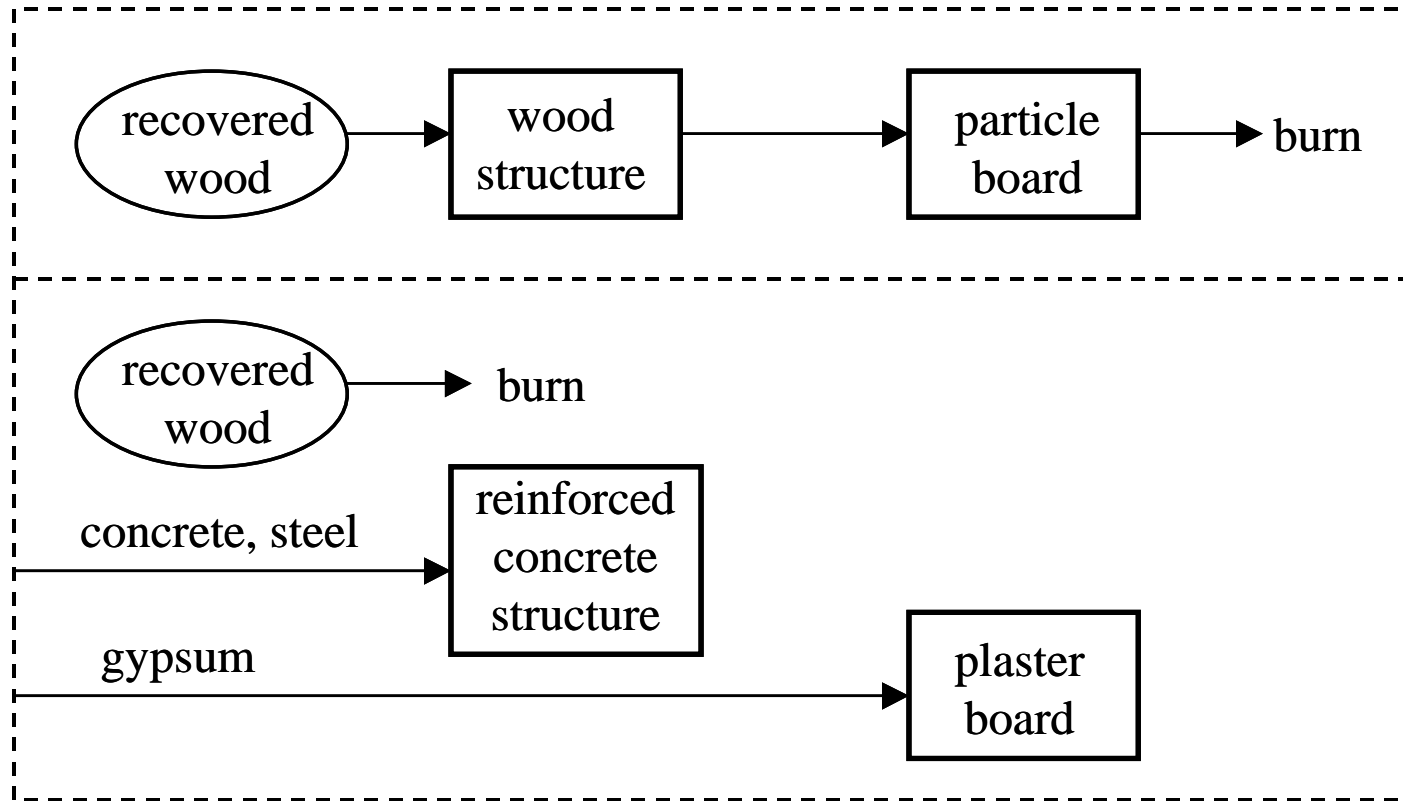 recovered
wood
wood
structure
particle
board
burn
recovered
wood
burn
concrete, steel
reinforced
concrete
structure
gypsum
plaster
board